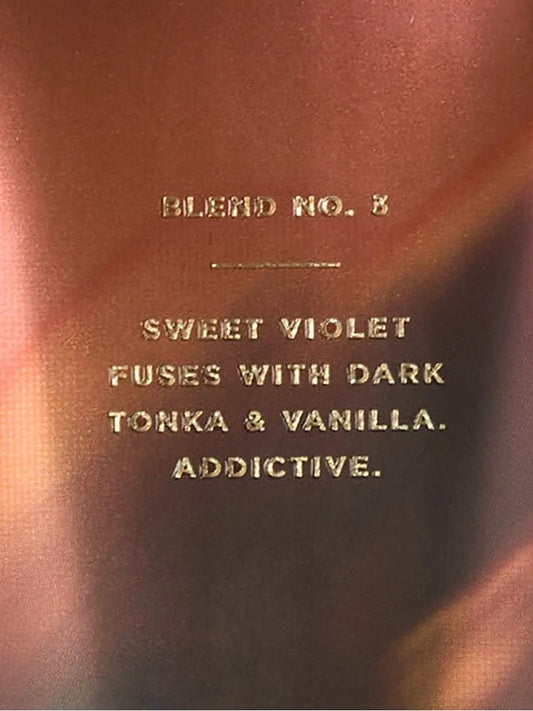 BLEND NO. 3
SWEET VIOLET
FUSES WITH DARK
TONKA & VANILLA.
ADDICTIVE.